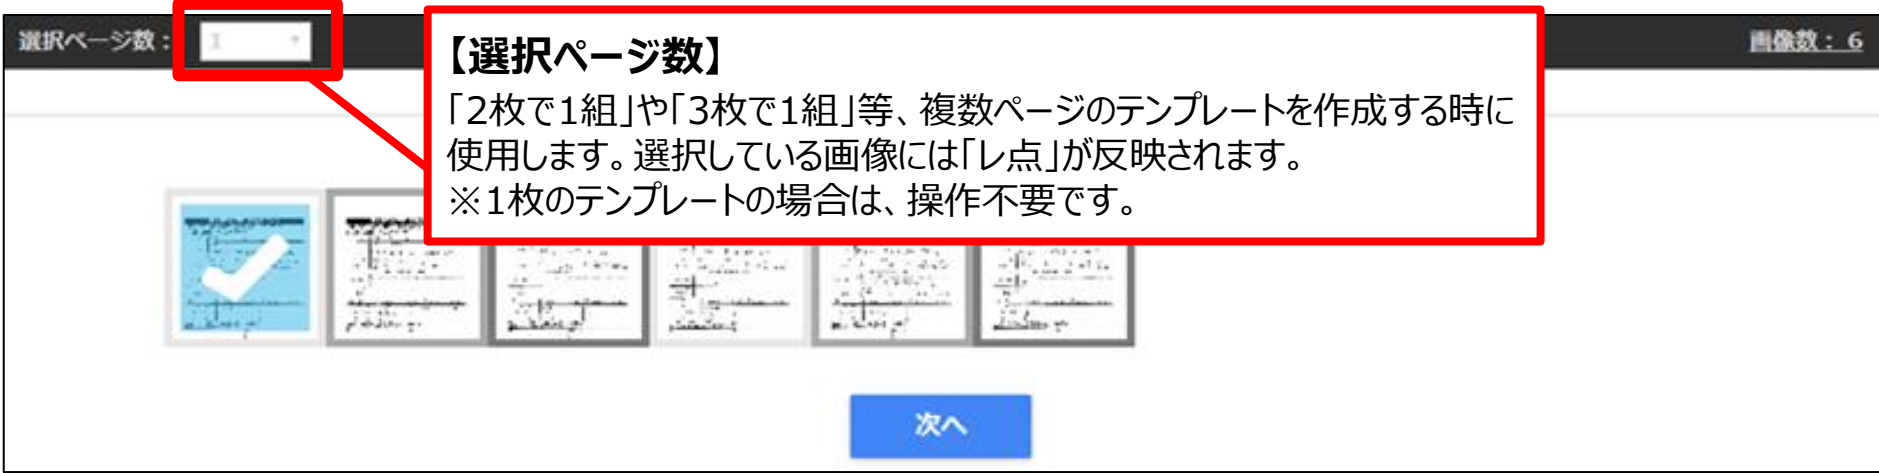 選択ページ数： 1
画像数： 6
【選択ページ数】
「2枚で1組」や「3枚で1組」等、複数ページのテンプレートを作成する時に
使用します。選択している画像には「レ点」が反映されます。
※1枚のテンプレートの場合は、操作不要です。
次へ